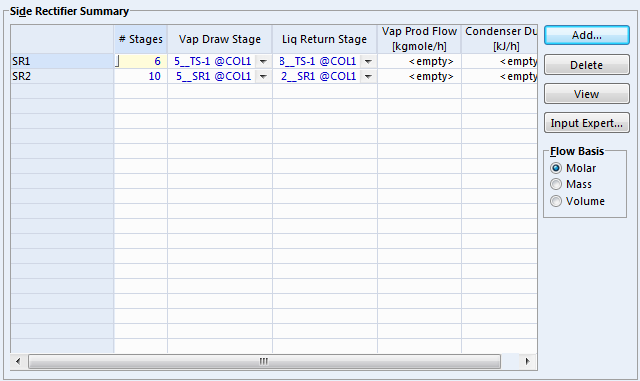 Side Rectifier Summary
# Stages Vap Draw Stage Liq Return Stage Vap Prod Flow [kgmole/h] Condenser Du [kJ/h]
SR1 6 5__TS-1 @COL1 3__TS-1 @COL1 <empty> <empty>
SR2 10 5__SR1 @COL1 2__SR1 @COL1 <empty> <empty>
Add...
Delete
View
Input Expert...
Flow Basis
Molar
Mass
Volume